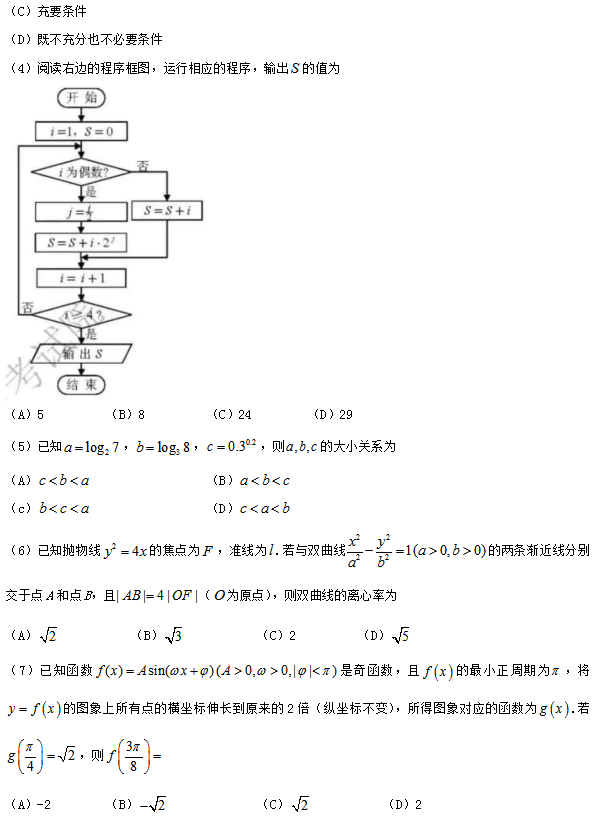 (C) 充要条件
(D) 既不充分也不必要条件
(4) 阅读右边的程序框图，运行相应的程序，输出S的值为
开 始
i=1, S=0
i 为偶数?
否
是
j=i/2
S=S+i
S=S+i·2^j
i= i+1
否
i≥4?
是
输 出 S
结 束
考试院
(A) 5 (B) 8 (C) 24 (D) 29
(5) 已知a=log₂7，b=log₃8，c=0.3^0.2，则a,b,c的大小关系为
(A) c<b<a (B) a<b<c
(c) b<c<a (D) c<a<b
(6) 已知抛物线y²=4x的焦点为F，准线为l.若与双曲线x²/a²−y²/b²=1(a>0,b>0)的两条渐近线分别
交于点A和点B，且|AB|=4|OF|（O为原点），则双曲线的离心率为
(A) √2 (B) √3 (C) 2 (D) √5
(7) 已知函数f(x)=Asin(ωx+φ)(A>0,ω>0,|φ|<π)是奇函数，且f(x)的最小正周期为π，将
y=f(x)的图象上所有点的横坐标伸长到原来的2倍（纵坐标不变），所得图象对应的函数为g(x).若
g(π/4)=√2，则f(3π/8)=
(A) -2 (B) −√2 (C) √2 (D) 2